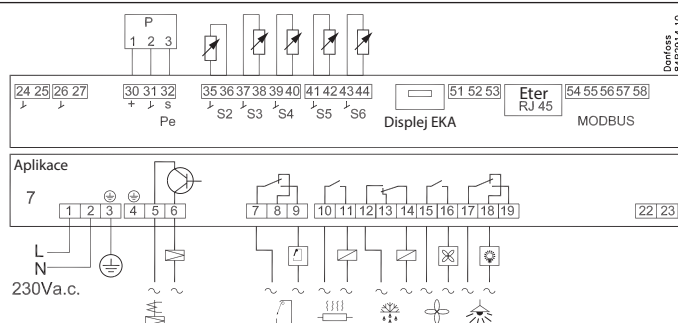 P
1 2 3
Danfoss
24 25 26 27 30 31 32 35 36 37 38 39 40 41 42 43 44 51 52 53 54 55 56 57 58
+ s
Pe S2 S3 S4 S5 S6
Displej EKA
Eter
RJ 45
MODBUS
Aplikace
7
1 2 3 4 5 6 7 8 9 10 11 12 13 14 15 16 17 18 19 22 23
L
N
230Va.c.